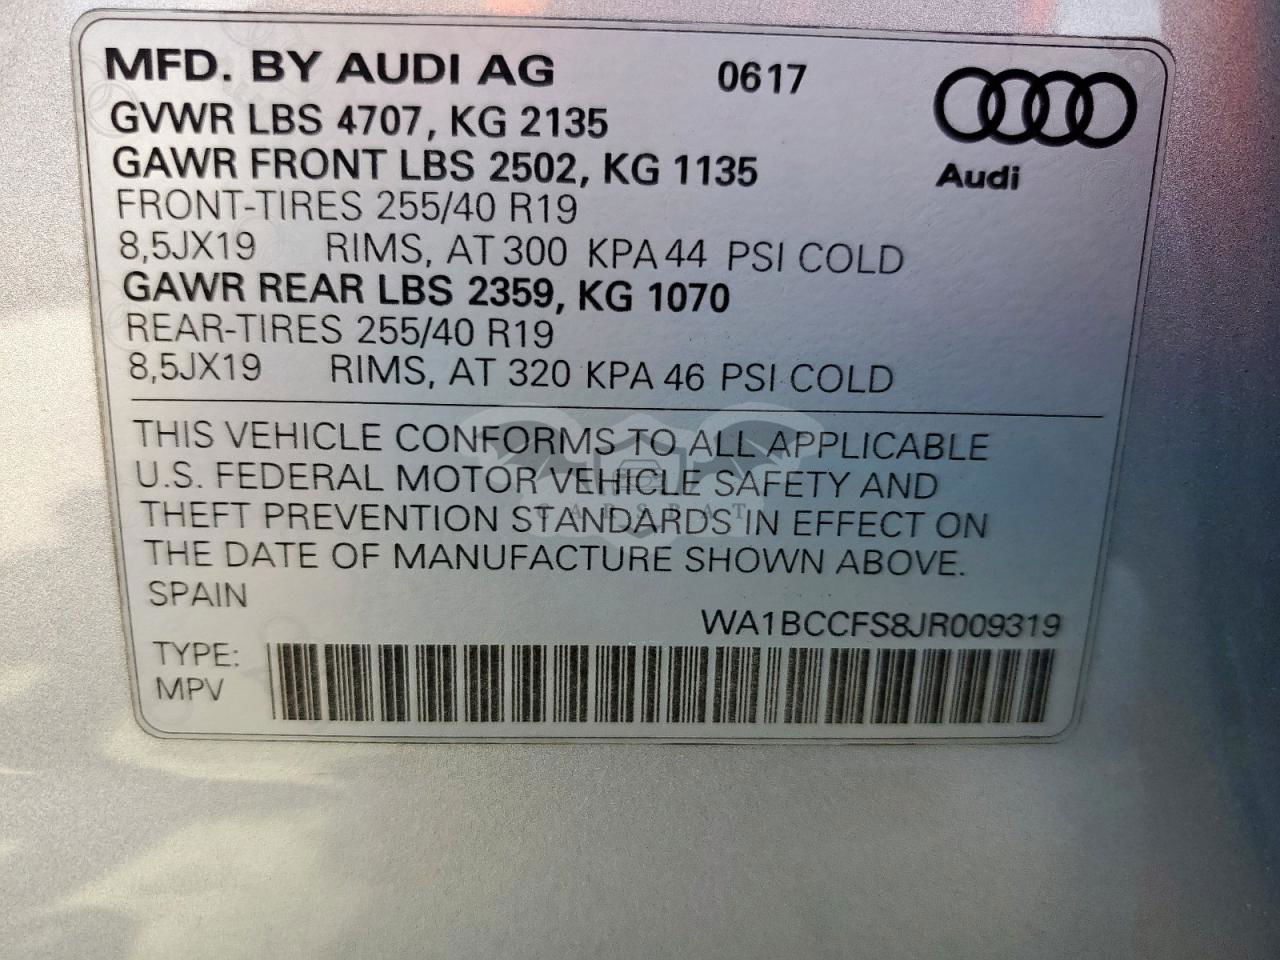 MFD. BY AUDI AG 0617
GVWR LBS 4707, KG 2135
GAWR FRONT LBS 2502, KG 1135
Audi
FRONT-TIRES 255/40 R19
8,5JX19 RIMS, AT 300 KPA 44 PSI COLD
GAWR REAR LBS 2359, KG 1070
REAR-TIRES 255/40 R19
8,5JX19 RIMS, AT 320 KPA 46 PSI COLD
THIS VEHICLE CONFORMS TO ALL APPLICABLE
U.S. FEDERAL MOTOR VEHICLE SAFETY AND
THEFT PREVENTION STANDARDS IN EFFECT ON
THE DATE OF MANUFACTURE SHOWN ABOVE.
SPAIN
WA1BCCFS8JR009319
TYPE:
MPV